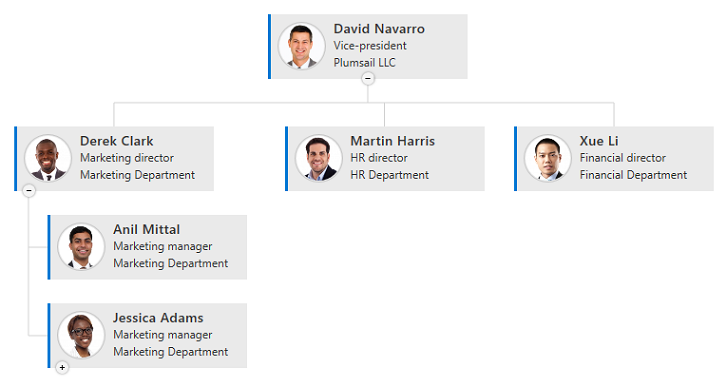 David Navarro
Vice-president
Plumsail LLC
Derek Clark
Marketing director
Marketing Department
Martin Harris
HR director
HR Department
Xue Li
Financial director
Financial Department
Anil Mittal
Marketing manager
Marketing Department
Jessica Adams
Marketing manager
Marketing Department